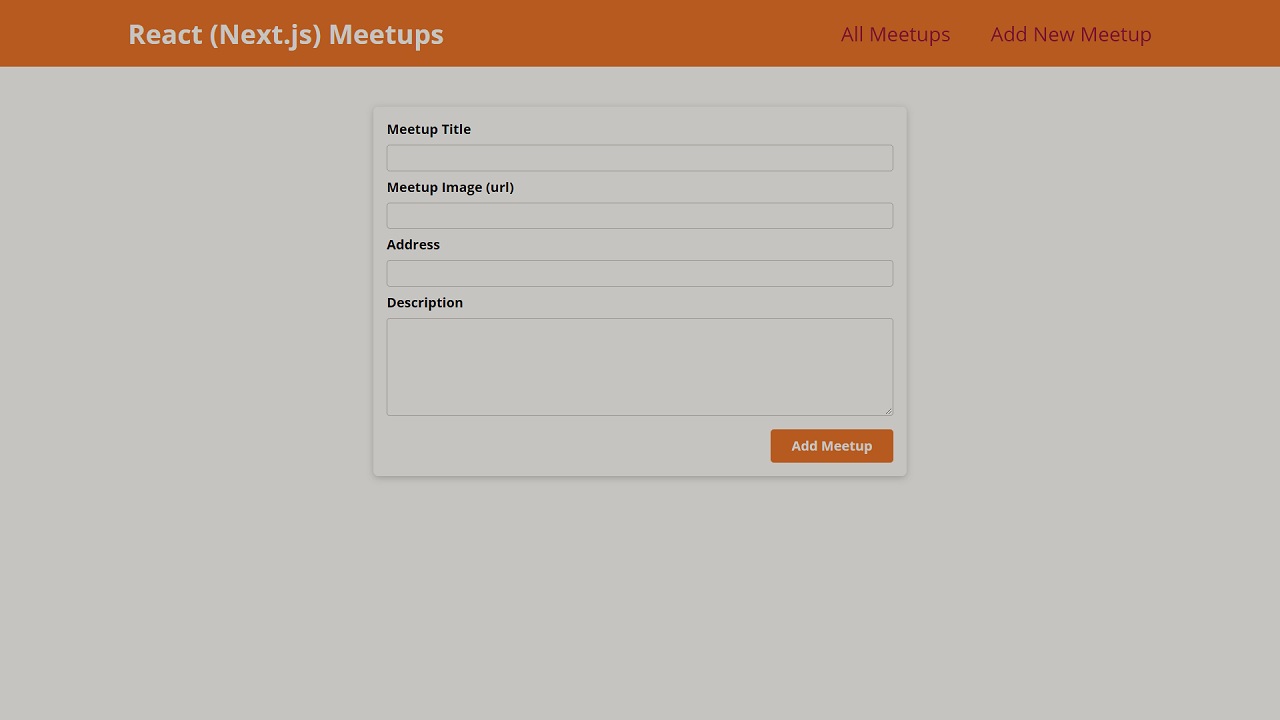 React (Next.js) Meetups
All Meetups
Add New Meetup
Meetup Title
Meetup Image (url)
Address
Description
Add Meetup